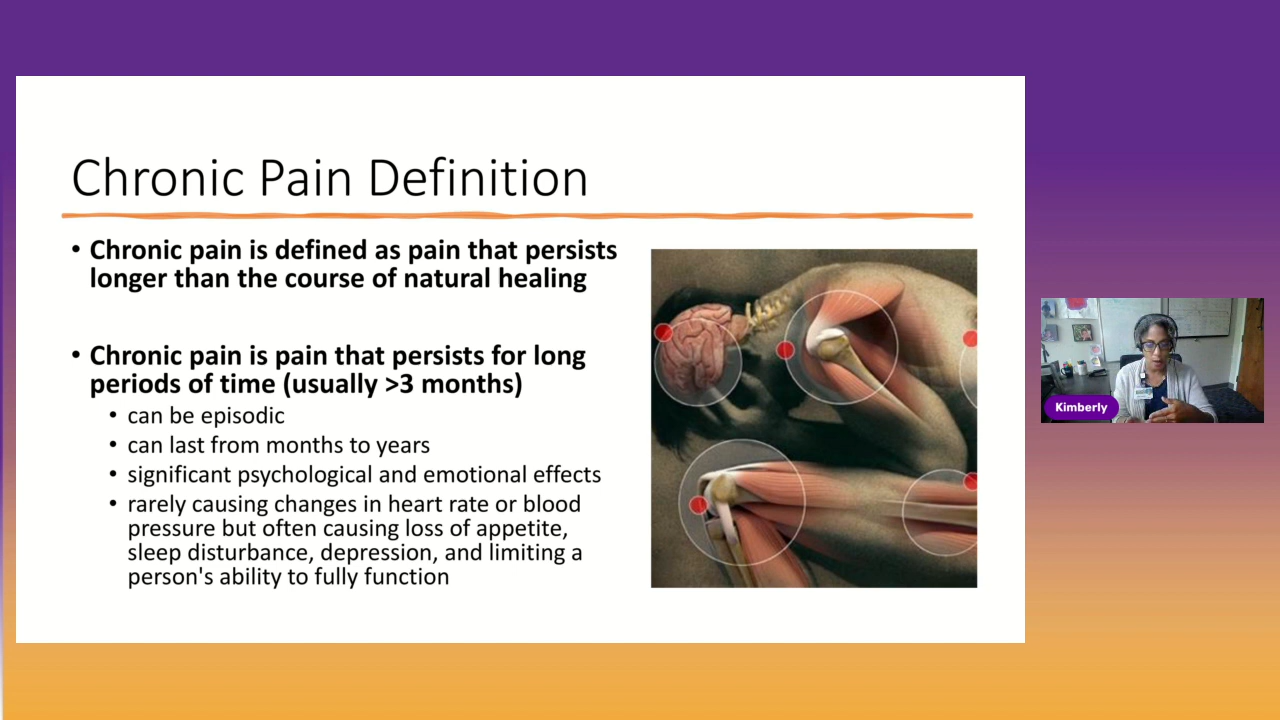 Chronic Pain Definition
• Chronic pain is defined as pain that persists
longer than the course of natural healing
• Chronic pain is pain that persists for long
periods of time (usually >3 months)
• can be episodic
• can last from months to years
• significant psychological and emotional effects
• rarely causing changes in heart rate or blood
pressure but often causing loss of appetite,
sleep disturbance, depression, and limiting a
person's ability to fully function
Kimberly